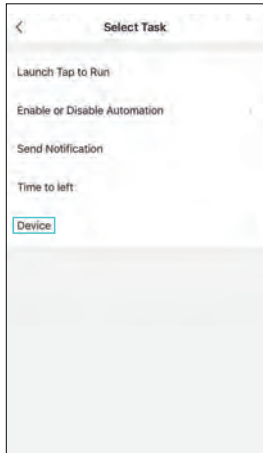 Select Task
Launch Tap to Run
Enable or Disable Automation
Send Notification
Time to left
Device